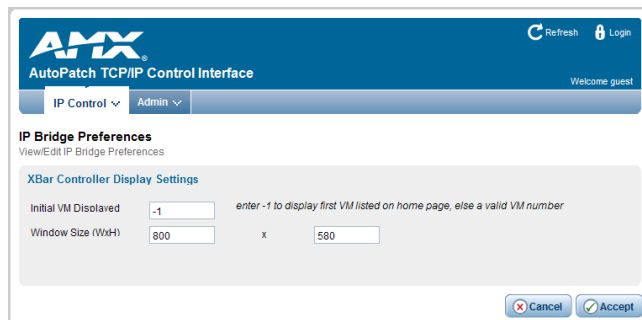 AMX®
Refresh Login
AutoPatch TCP/IP Control Interface
Welcome guest
IP Control Admin
IP Bridge Preferences
View/Edit IP Bridge Preferences
XBar Controller Display Settings
Initial VM Displayed -1 enter -1 to display first VM listed on home page, else a valid VM number
Window Size (WxH) 800 x 580
Cancel Accept